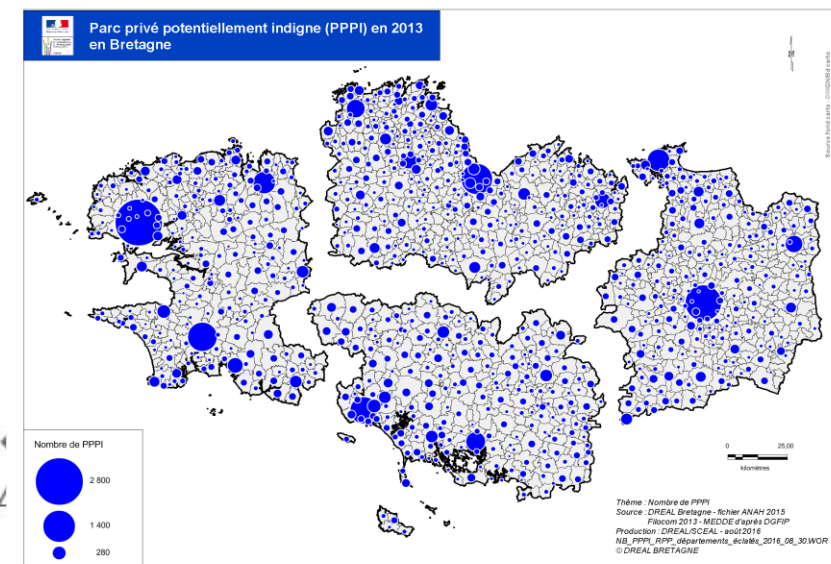 Parc privé potentiellement indigne (PPPI) en 2013
en Bretagne
Nombre de PPPI
2 800
1 400
280
0 25,00
kilomètres
Thème : Nombre de PPPI
Source : DREAL Bretagne - fichier ANAH 2015
Filocom 2013 - MEDDE d'après DGFIP
Production : DREAL/SCEAL - août 2016
NB_PPPI_RPP_départements_éclatés_2016_08_30.WOR
© DREAL BRETAGNE